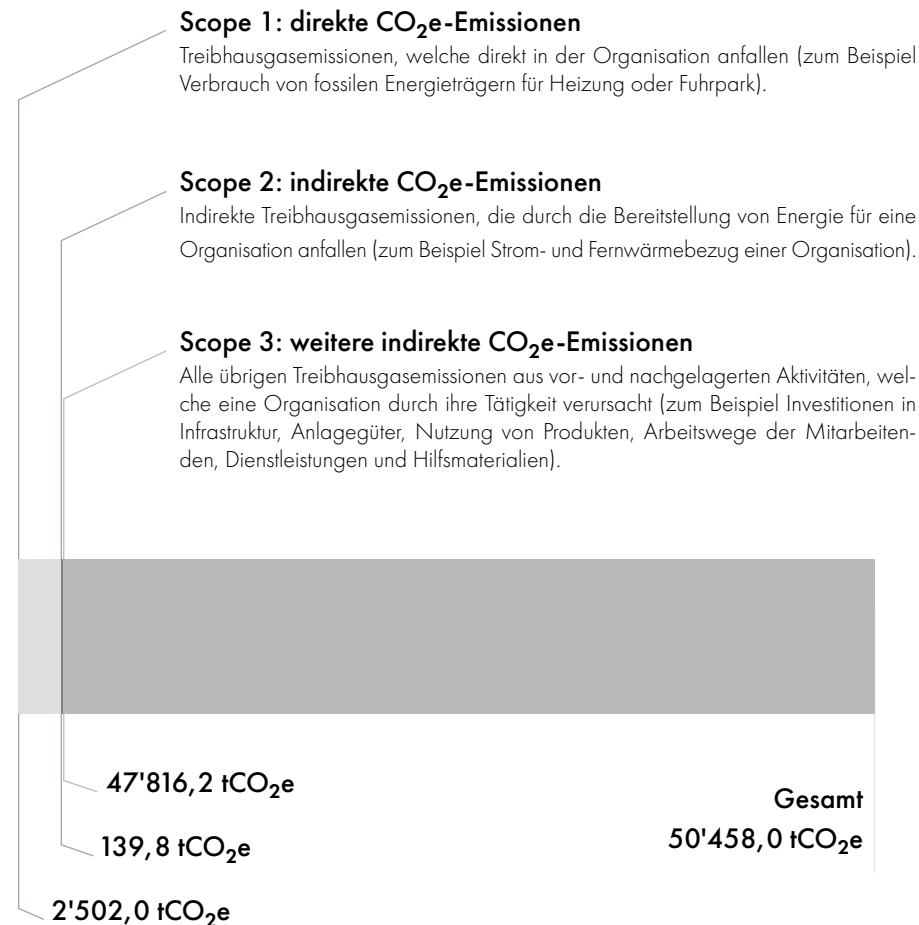 Scope 1: direkte CO₂e-Emissionen
Treibhausgasemissionen, welche direkt in der Organisation anfallen (zum Beispiel
Verbrauch von fossilen Energieträgern für Heizung oder Fuhrpark).
Scope 2: indirekte CO₂e-Emissionen
Indirekte Treibhausgasemissionen, die durch die Bereitstellung von Energie für eine
Organisation anfallen (zum Beispiel Strom- und Fernwärmebezug einer Organisation).
Scope 3: weitere indirekte CO₂e-Emissionen
Alle übrigen Treibhausgasemissionen aus vor- und nachgelagerten Aktivitäten, wel-
che eine Organisation durch ihre Tätigkeit verursacht (zum Beispiel Investitionen in
Infrastruktur, Anlagegüter, Nutzung von Produkten, Arbeitswege der Mitarbeiten-
den, Dienstleistungen und Hilfsmaterialien).
47'816,2 tCO₂e
139,8 tCO₂e
2'502,0 tCO₂e
Gesamt
50'458,0 tCO₂e